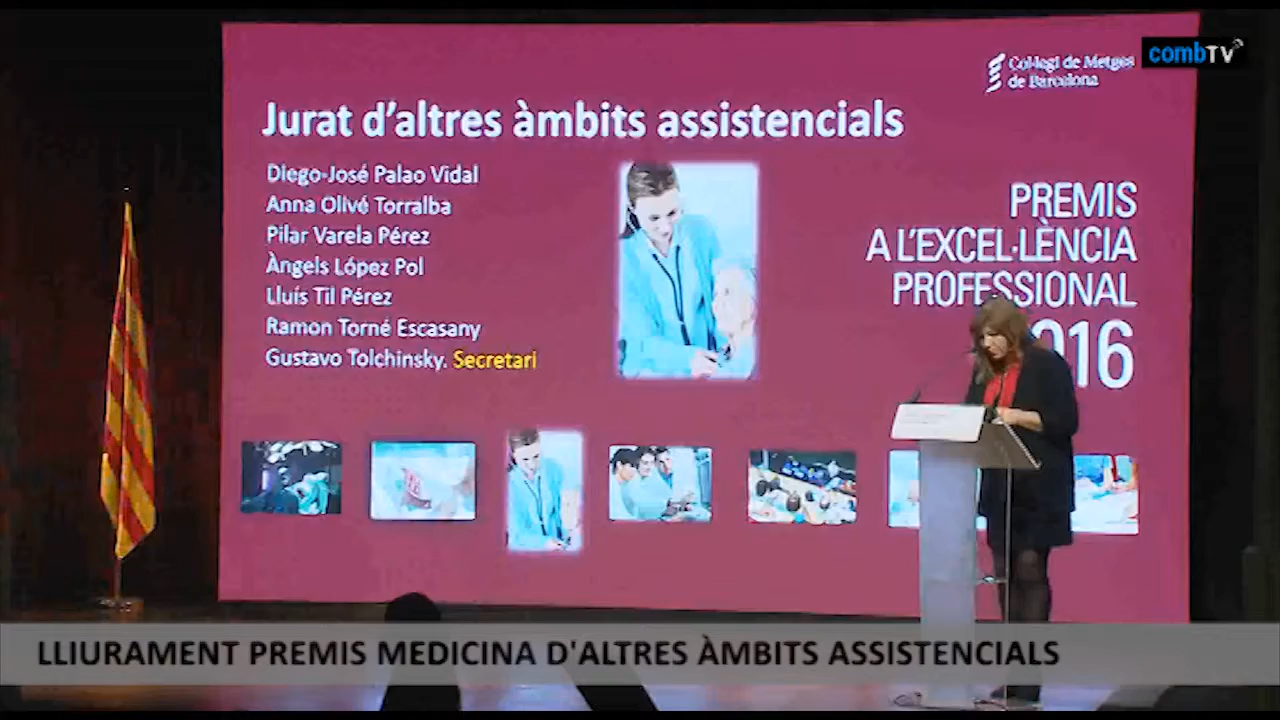 Col·legi de Metges
de Barcelona
combTV
Jurat d'altres àmbits assistencials
Diego-José Palao Vidal
Anna Olivé Torralba
Pilar Varela Pérez
Àngels López Pol
Lluís Til Pérez
Ramon Torné Escasany
Gustavo Tolchinsky. Secretari
PREMIS
A L'EXCEL·LÈNCIA
PROFESSIONAL
016
LLIURAMENT PREMIS MEDICINA D'ALTRES ÀMBITS ASSISTENCIALS